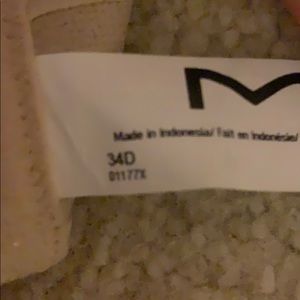 M
Made in Indonesia/ Fait en Indonésie/
34D
01177X